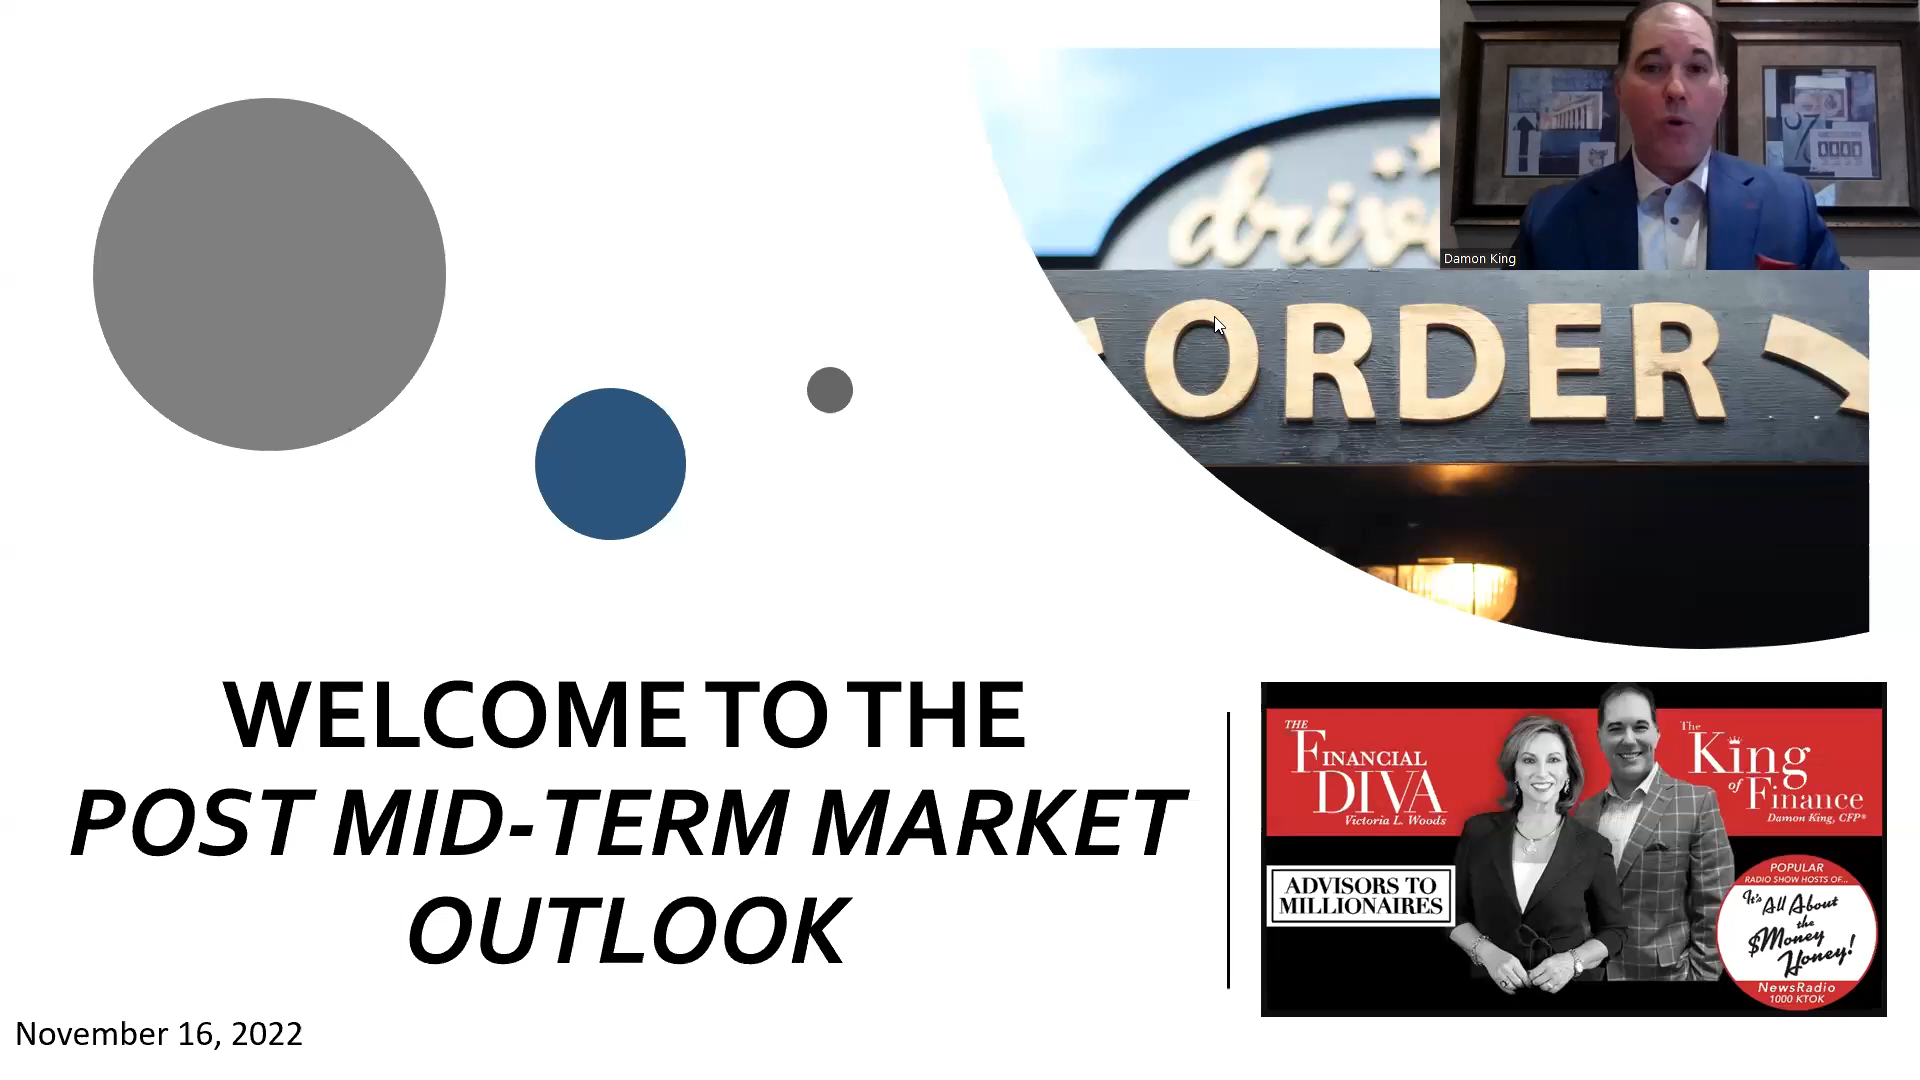 drive
ORDER
Damon King
WELCOME TO THE
POST MID-TERM MARKET
OUTLOOK
November 16, 2022
THE
FINANCIAL
DIVA
Victoria L. Woods
The
King
of Finance
Damon King, CFP®
ADVISORS TO
MILLIONAIRES
POPULAR
RADIO SHOW HOSTS OF...
It's All About
the
$Money
Honey!
NewsRadio
1000 KTOK